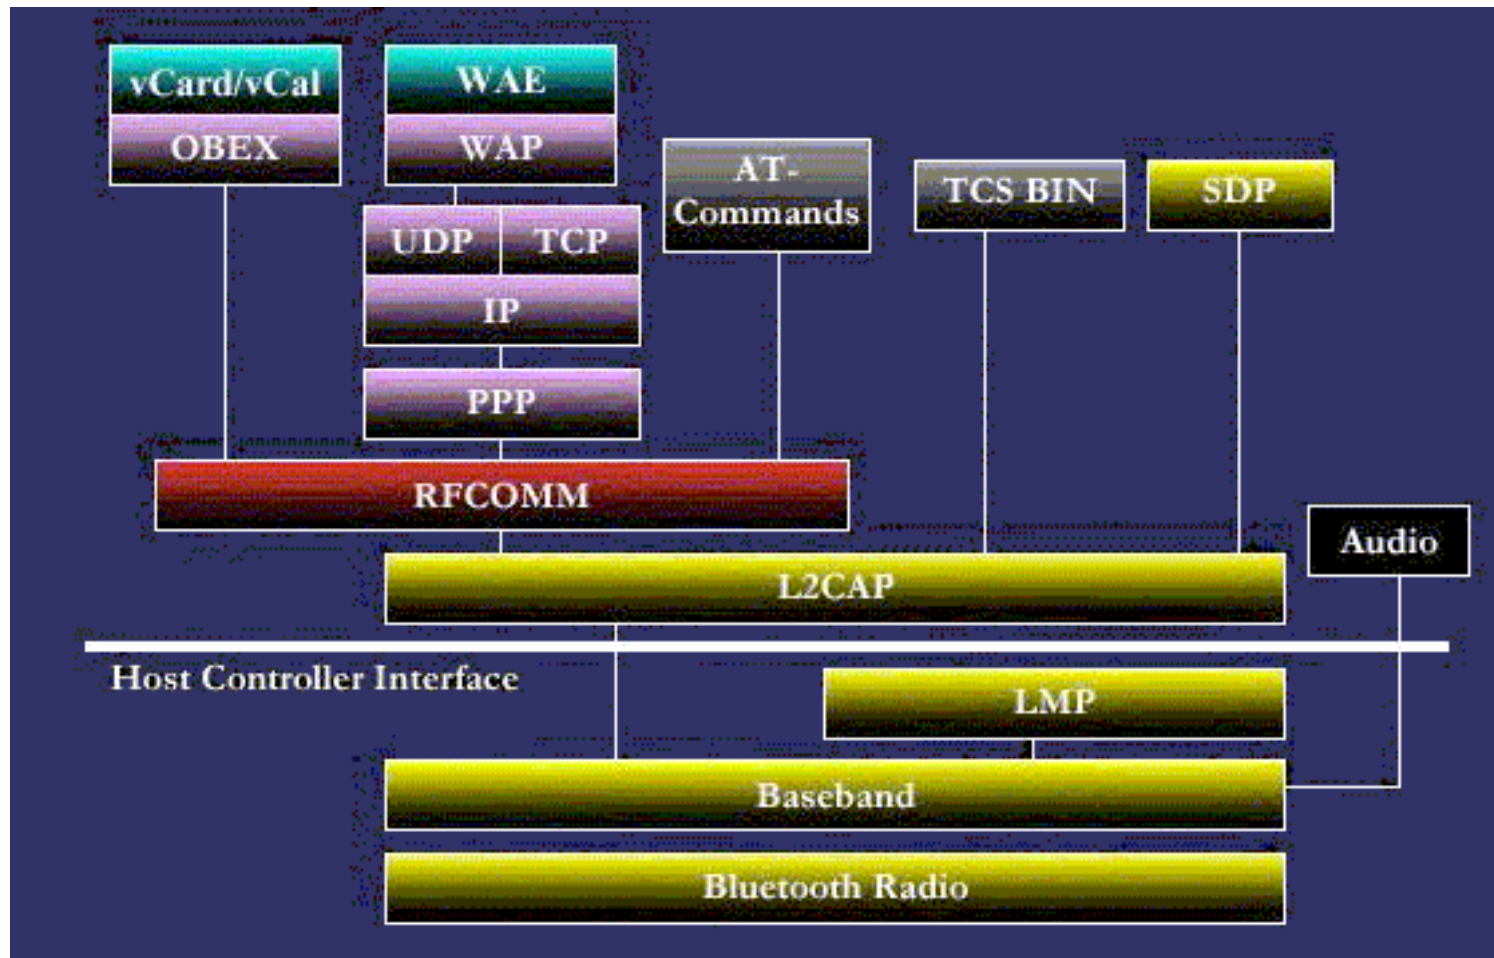 vCard/vCal
OBEX
WAE
WAP
UDP
TCP
IP
PPP
AT-
Commands
TCS BIN
SDP
RFCOMM
Audio
L2CAP
Host Controller Interface
LMP
Baseband
Bluetooth Radio